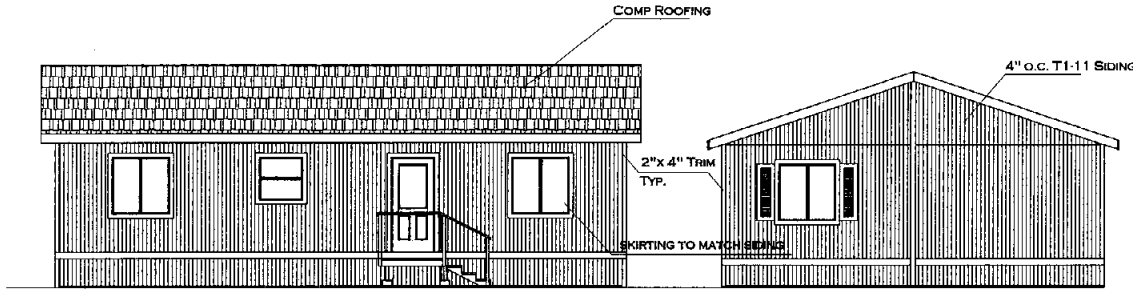 COMP ROOFING
4" O.C. T1-11 SIDING
2"X 4" TRIM
TYP.
SKIRTING TO MATCH SIDING